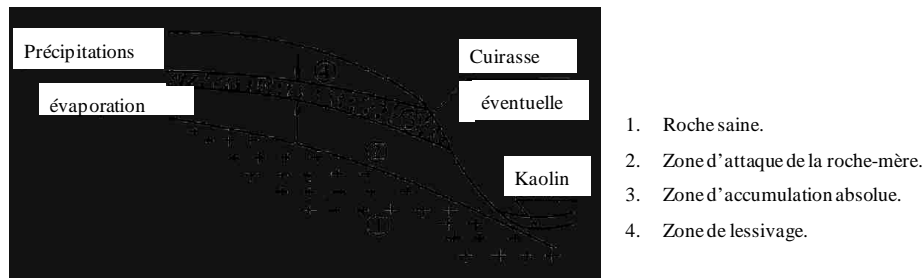 Précipitations
évaporation
Cuirasse
éventuelle
Kaolin
④
1. Roche saine.
2. Zone d'attaque de la roche-mère.
3. Zone d'accumulation absolue.
4. Zone de lessivage.